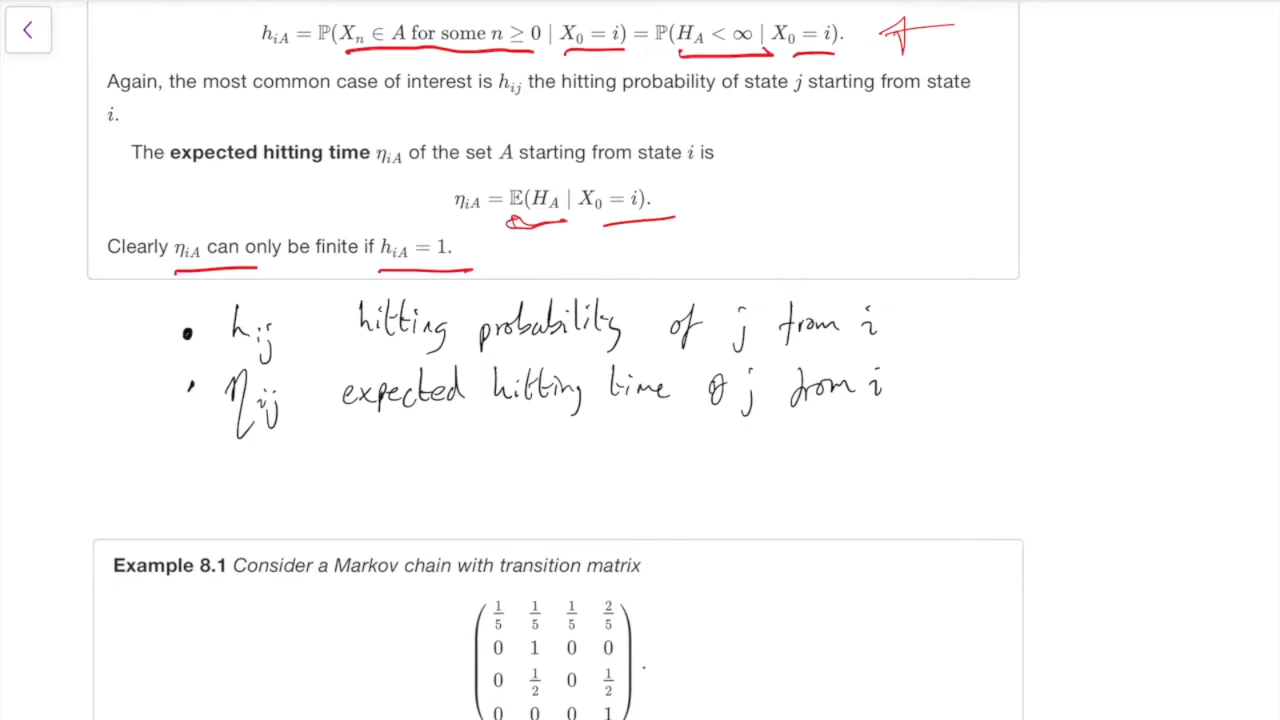 h_{iA} = ℙ(X_n ∈ A for some n ≥ 0 | X_0 = i) = ℙ(H_A < ∞ | X_0 = i).
Again, the most common case of interest is h_{ij} the hitting probability of state j starting from state
i.
The expected hitting time η_{iA} of the set A starting from state i is
η_{iA} = 𝔼(H_A | X_0 = i).
Clearly η_{iA} can only be finite if h_{iA} = 1.
• h_{ij} hitting probability of j from i
• η_{ij} expected hitting time of j from i
Example 8.1 Consider a Markov chain with transition matrix
1/5 1/5 1/5 2/5
0 1 0 0
0 1/2 0 1/2
0 0 0 1
.